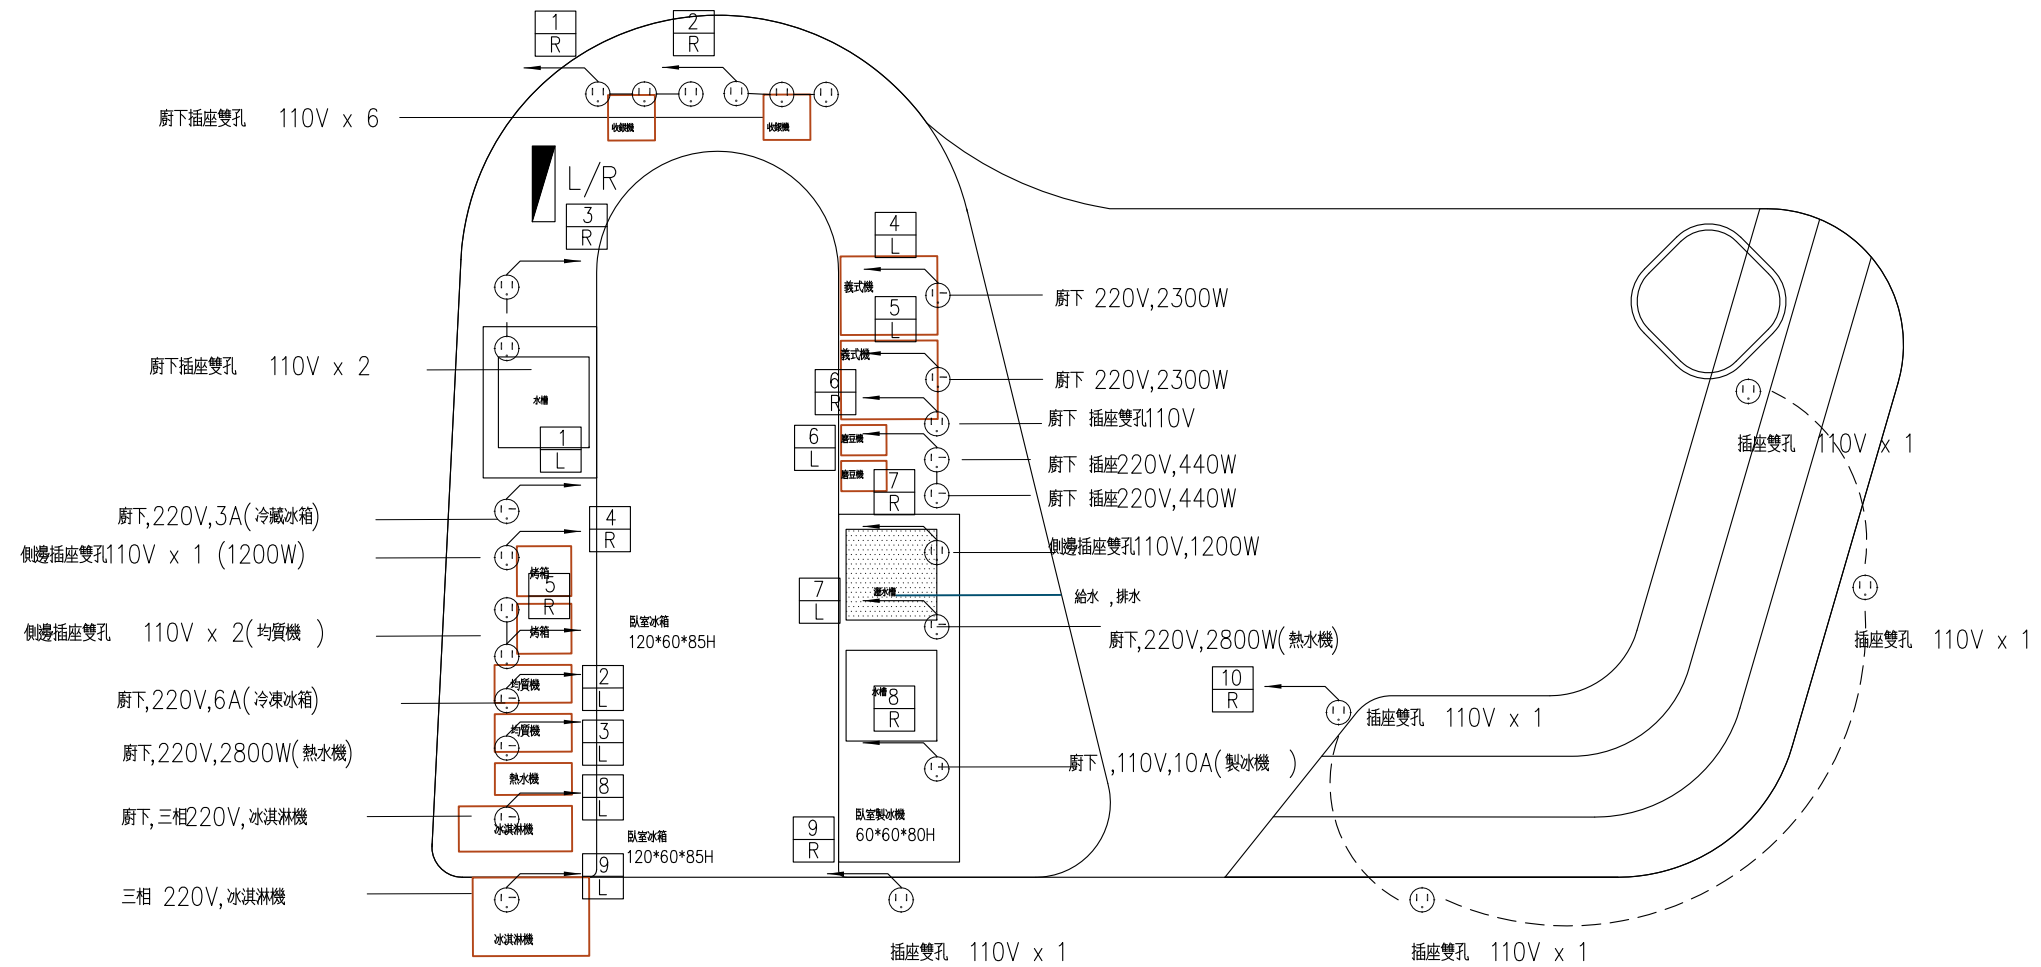 1
R
2
R
廚下插座雙孔 110V x 6
收銀機
收銀機
L/R
3
R
4
L
義式機
廚下 220V,2300W
5
L
義式機
廚下插座雙孔 110V x 2
廚下 220V,2300W
6
R
水槽
廚下 插座雙孔110V
1
L
6
L
磨豆機
廚下 插座220V,440W
插座雙孔 110V x 1
磨豆機
7
R
廚下 插座220V,440W
廚下,220V,3A(冷藏冰箱)
4
R
側邊插座雙孔110V x 1 (1200W)
側邊插座雙孔110V,1200W
烤箱
5
R
7
L
瀝水槽
給水 ,排水
側邊插座雙孔 110V x 2(均質機 )
烤箱
臥室冰箱
120*60*85H
廚下,220V,2800W(熱水機)
插座雙孔 110V x 1
均質機
2
L
水槽
8
R
10
R
廚下,220V,6A(冷凍冰箱)
插座雙孔 110V x 1
均質機
3
L
廚下,220V,2800W(熱水機)
廚下 ,110V,10A(製冰機 )
熱水機
8
L
廚下,三相220V,冰淇淋機
冰淇淋機
臥室製冰機
60*60*80H
臥室冰箱
120*60*85H
9
R
9
L
三相 220V,冰淇淋機
冰淇淋機
插座雙孔 110V x 1
插座雙孔 110V x 1